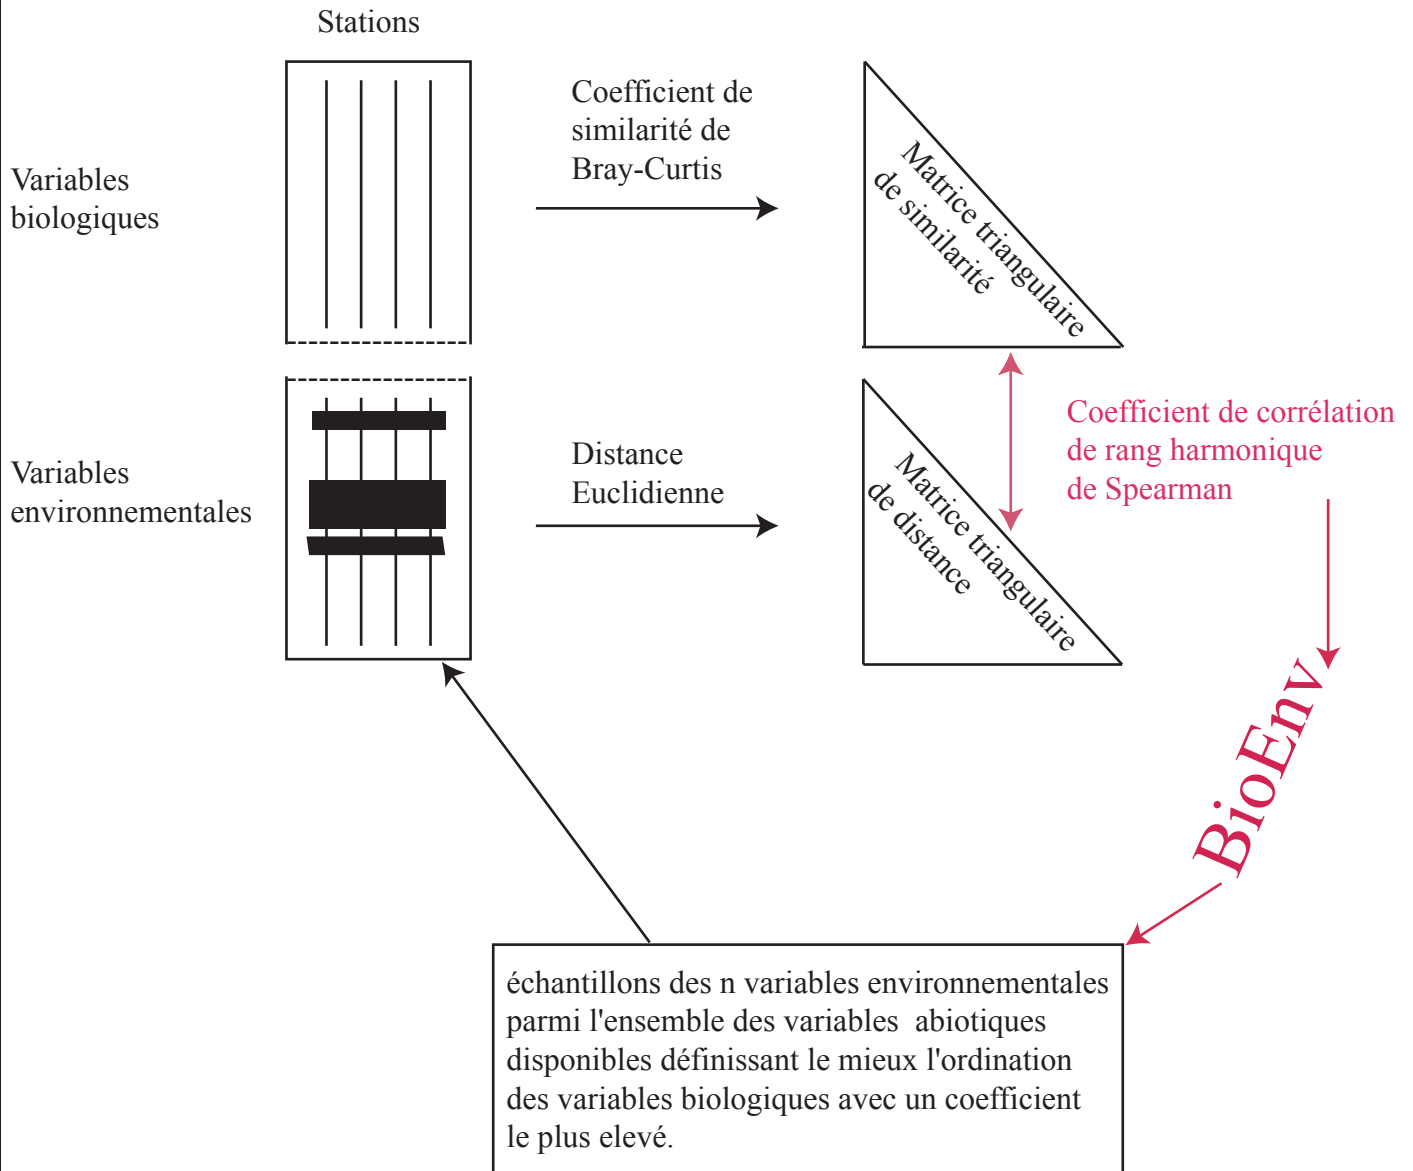 Stations
Variables
biologiques
Coefficient de
similarité de
Bray-Curtis
Matrice triangulaire
de similarité
Variables
environnementales
Distance
Euclidienne
Matrice triangulaire
de distance
Coefficient de corrélation
de rang harmonique
de Spearman
BioEnv
échantillons des n variables environnementales
parmi l'ensemble des variables abiotiques
disponibles définissant le mieux l'ordination
des variables biologiques avec un coefficient
le plus elevé.